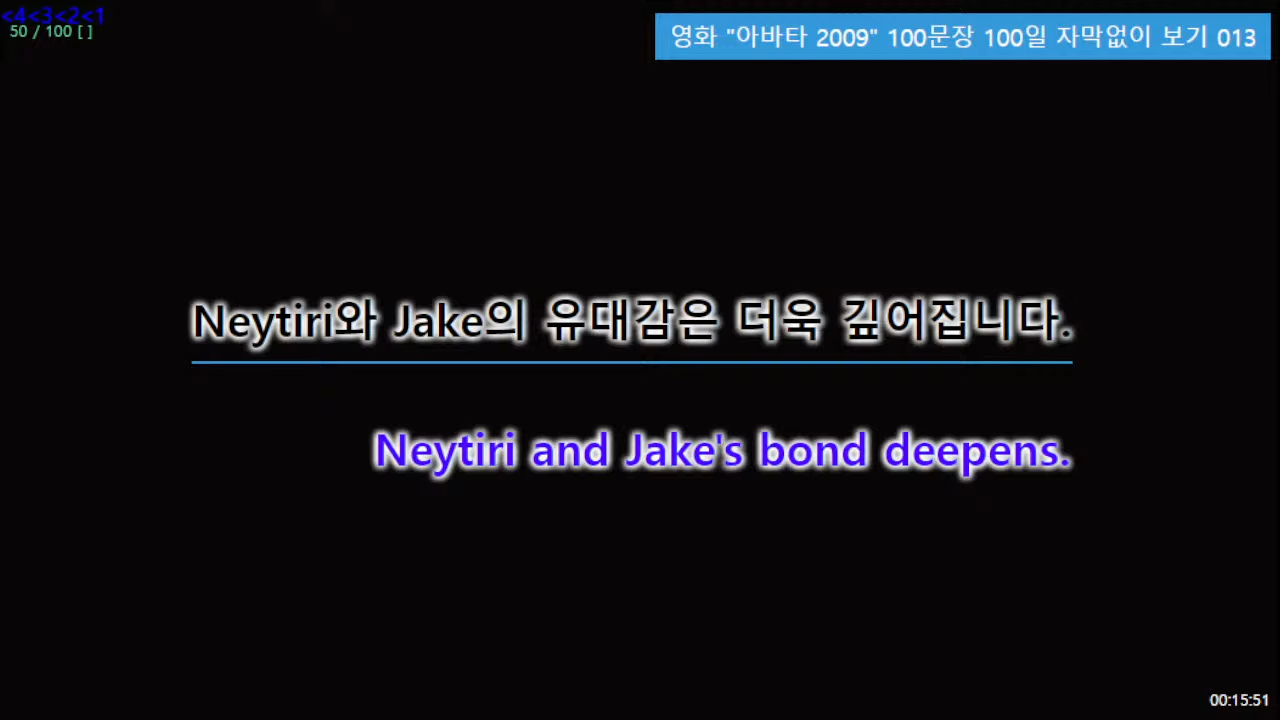 <4<3<2<1
50 / 100 [ ]
영화 "아바타 2009" 100문장 100일 자막없이 보기 013
Neytiri와 Jake의 유대감은 더욱 깊어집니다.
Neytiri and Jake's bond deepens.
00:15:51